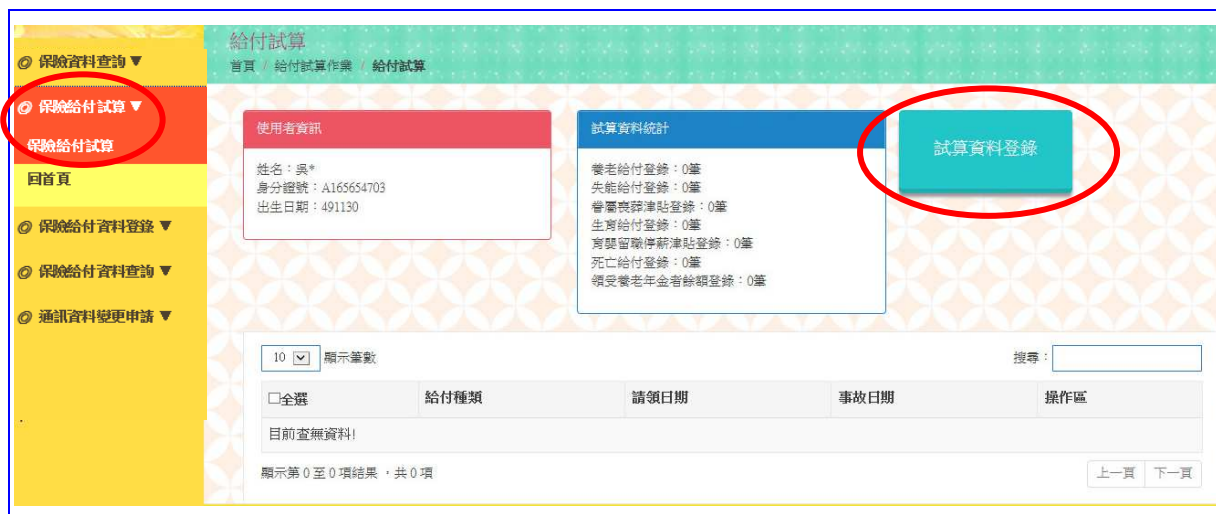 給付試算
首頁 / 給付試算作業 / 給付試算
◎ 保險資料查詢 ▼
◎ 保險給付試算 ▼
保險給付試算
回首頁
◎ 保險給付資料登錄 ▼
◎ 保險給付資料查詢 ▼
◎ 通訊資料變更申請 ▼
使用者資訊
姓名：吳*
身分證號：A165654703
出生日期：491130
試算資料統計
養老給付登錄：0筆
失能給付登錄：0筆
眷屬喪葬津貼登錄：0筆
生育給付登錄：0筆
育嬰留職停薪津貼登錄：0筆
死亡給付登錄：0筆
領受養老年金者餘額登錄：0筆
試算資料登錄
10 顯示筆數
搜尋：
□全選 給付種類 請領日期 事故日期 操作區
目前查無資料!
顯示第 0 至 0 項結果，共 0 項
上一頁 下一頁